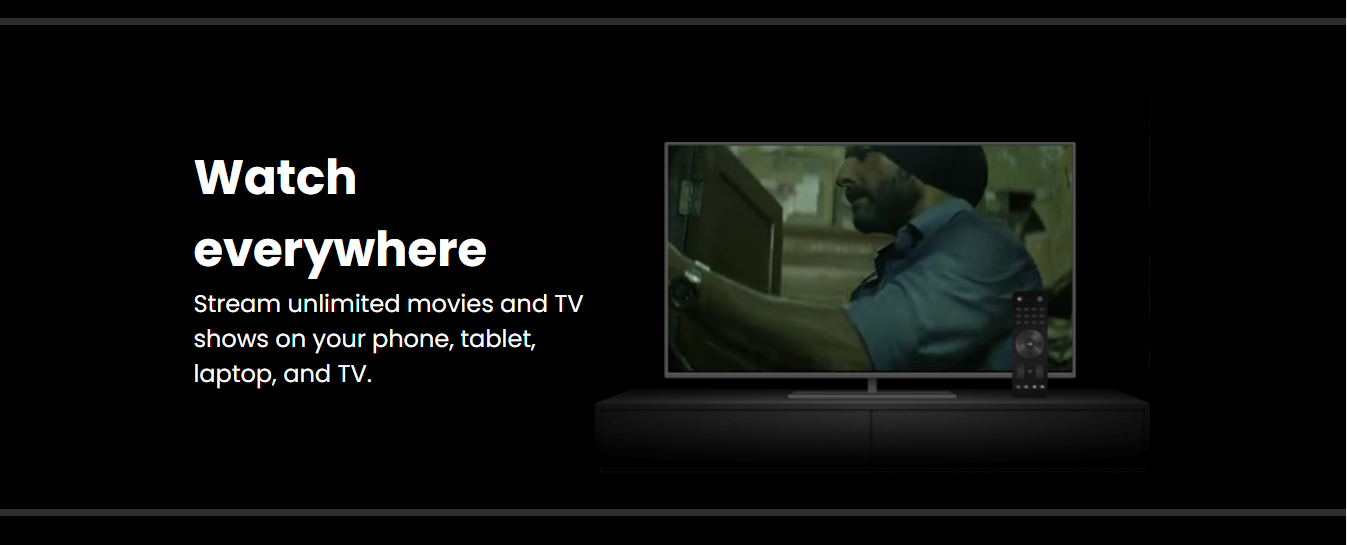 Watch
everywhere
Stream unlimited movies and TV
shows on your phone, tablet,
laptop, and TV.